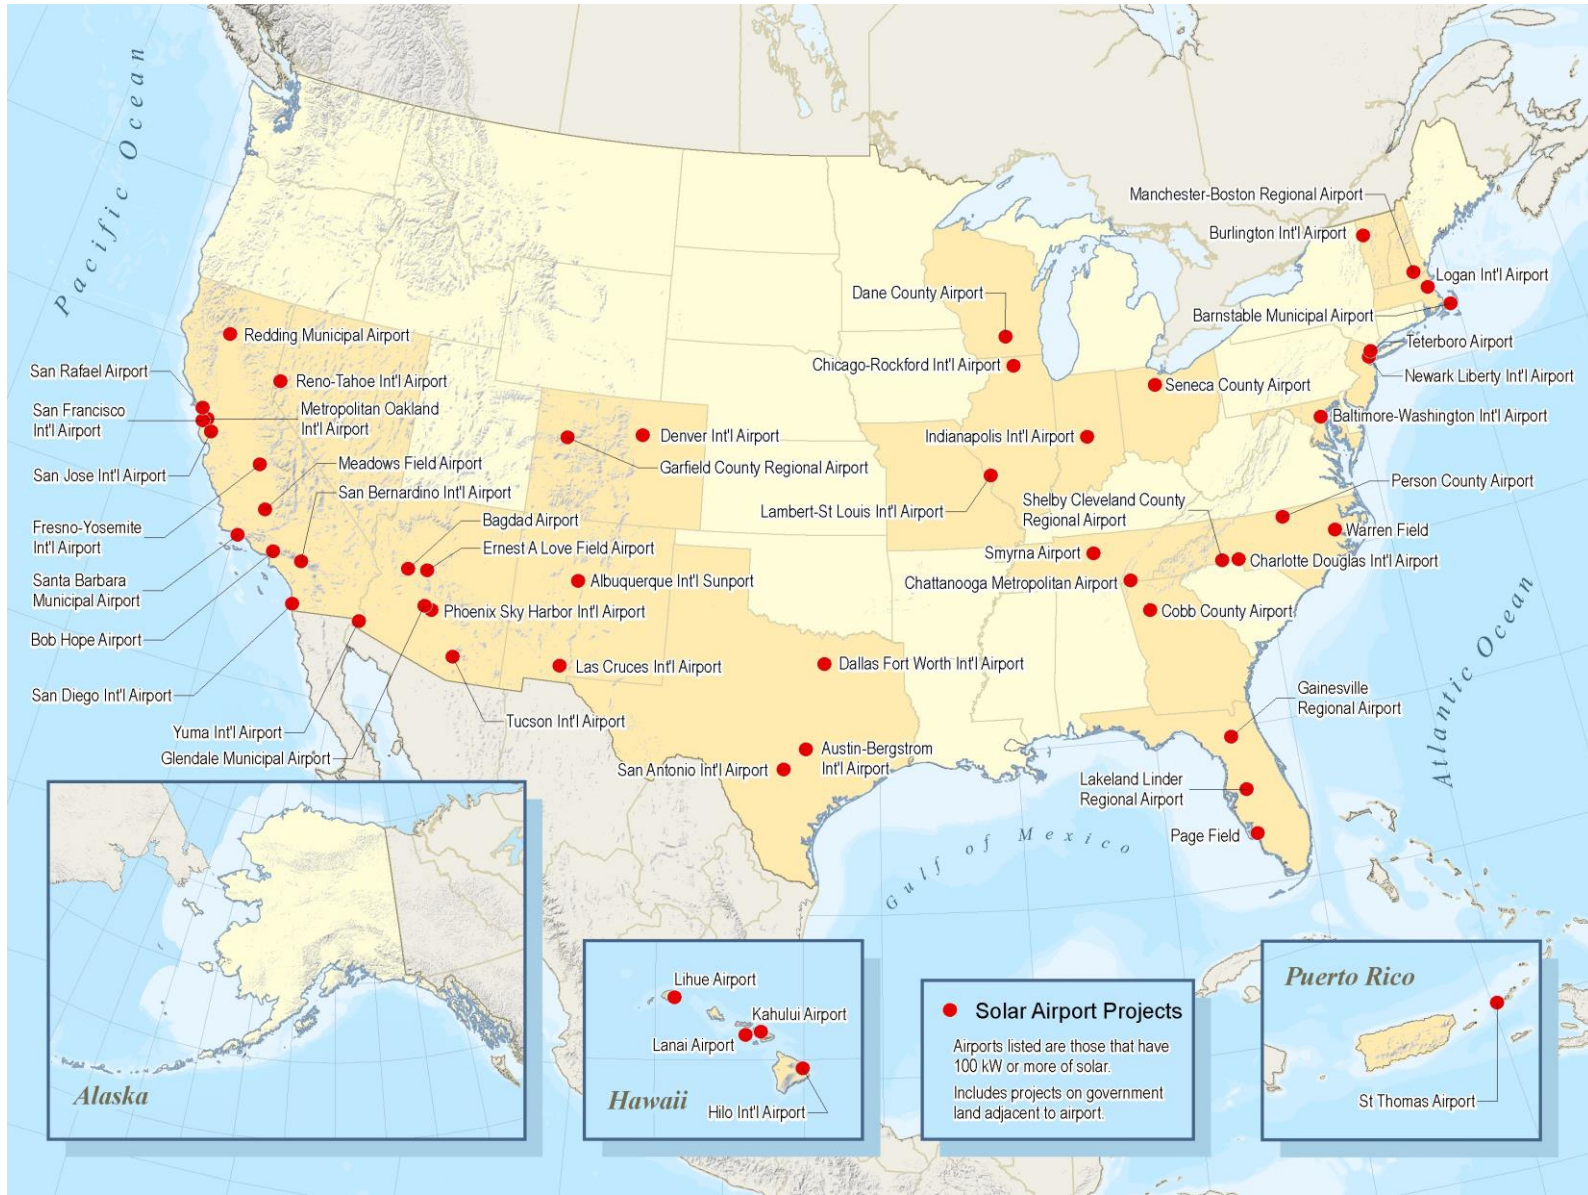 Pacific Ocean
Manchester-Boston Regional Airport
Burlington Int'l Airport
Logan Int'l Airport
Dane County Airport
Barnstable Municipal Airport
Redding Municipal Airport
Teterboro Airport
Chicago-Rockford Int'l Airport
San Rafael Airport
Newark Liberty Int'l Airport
Reno-Tahoe Int'l Airport
Seneca County Airport
San Francisco
Int'l Airport
Metropolitan Oakland
Int'l Airport
Baltimore-Washington Int'l Airport
Denver Int'l Airport
Indianapolis Int'l Airport
Garfield County Regional Airport
Meadows Field Airport
San Jose Int'l Airport
Person County Airport
San Bernardino Int'l Airport
Shelby Cleveland County
Regional Airport
Lambert-St Louis Int'l Airport
Bagdad Airport
Fresno-Yosemite
Int'l Airport
Warren Field
Ernest A Love Field Airport
Smyrna Airport
Charlotte Douglas Int'l Airport
Santa Barbara
Municipal Airport
Albuquerque Int'l Sunport
Chattanooga Metropolitan Airport
Phoenix Sky Harbor Int'l Airport
Cobb County Airport
Bob Hope Airport
Las Cruces Int'l Airport
Dallas Fort Worth Int'l Airport
San Diego Int'l Airport
Gainesville
Regional Airport
Atlantic Ocean
Tucson Int'l Airport
Yuma Int'l Airport
Glendale Municipal Airport
Austin-Bergstrom
Int'l Airport
San Antonio Int'l Airport
Lakeland Linder
Regional Airport
Page Field
Gulf of Mexico
Alaska
Lihue Airport
Kahului Airport
Lanai Airport
Hilo Int'l Airport
Hawaii
Solar Airport Projects
Airports listed are those that have
100 kW or more of solar.
Includes projects on government
land adjacent to airport.
Puerto Rico
St Thomas Airport